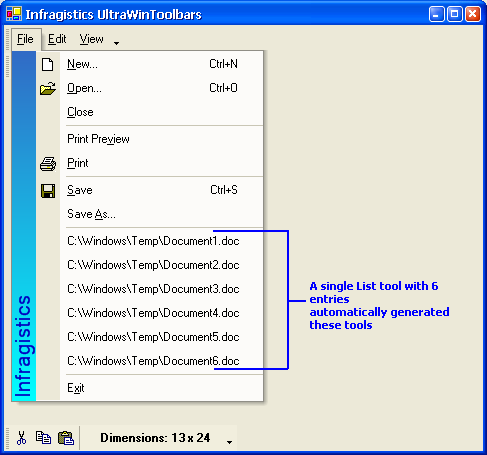 Infragistics UltraWinToolbars
File Edit View
New... Ctrl+N
Open... Ctrl+O
Close
Print Preview
Print
Save Ctrl+S
Save As...
C:\Windows\Temp\Document1.doc
C:\Windows\Temp\Document2.doc
C:\Windows\Temp\Document3.doc
C:\Windows\Temp\Document4.doc
C:\Windows\Temp\Document5.doc
C:\Windows\Temp\Document6.doc
Exit
Infragistics
A single List tool with 6
entries
automatically generated
these tools
Dimensions: 13 x 24